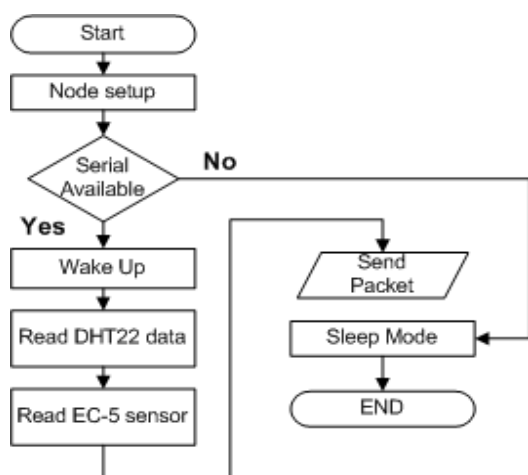 Start
Node setup
Serial
Available
No
Yes
Wake Up
Read DHT22 data
Read EC-5 sensor
Send
Packet
Sleep Mode
END